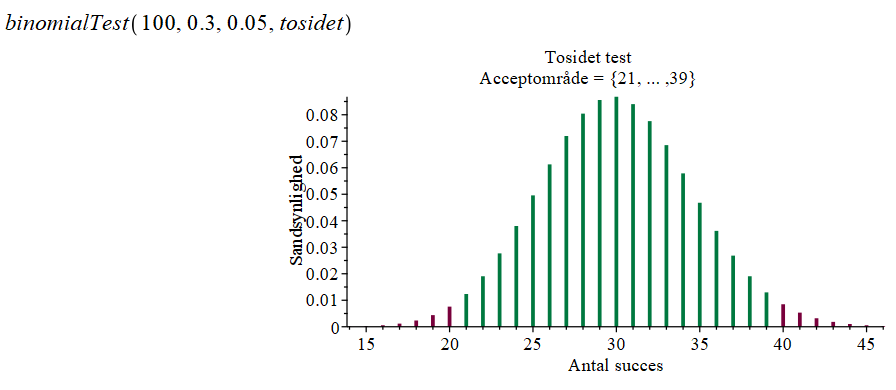 binomialTest(100, 0.3, 0.05, tosidet)
Tosidet test
Acceptområde = {21, ... ,39}
0.08
0.07
0.06
0.05
0.04
0.03
0.02
0.01
0
Sandsynlighed
15 20 25 30 35 40 45
Antal succes